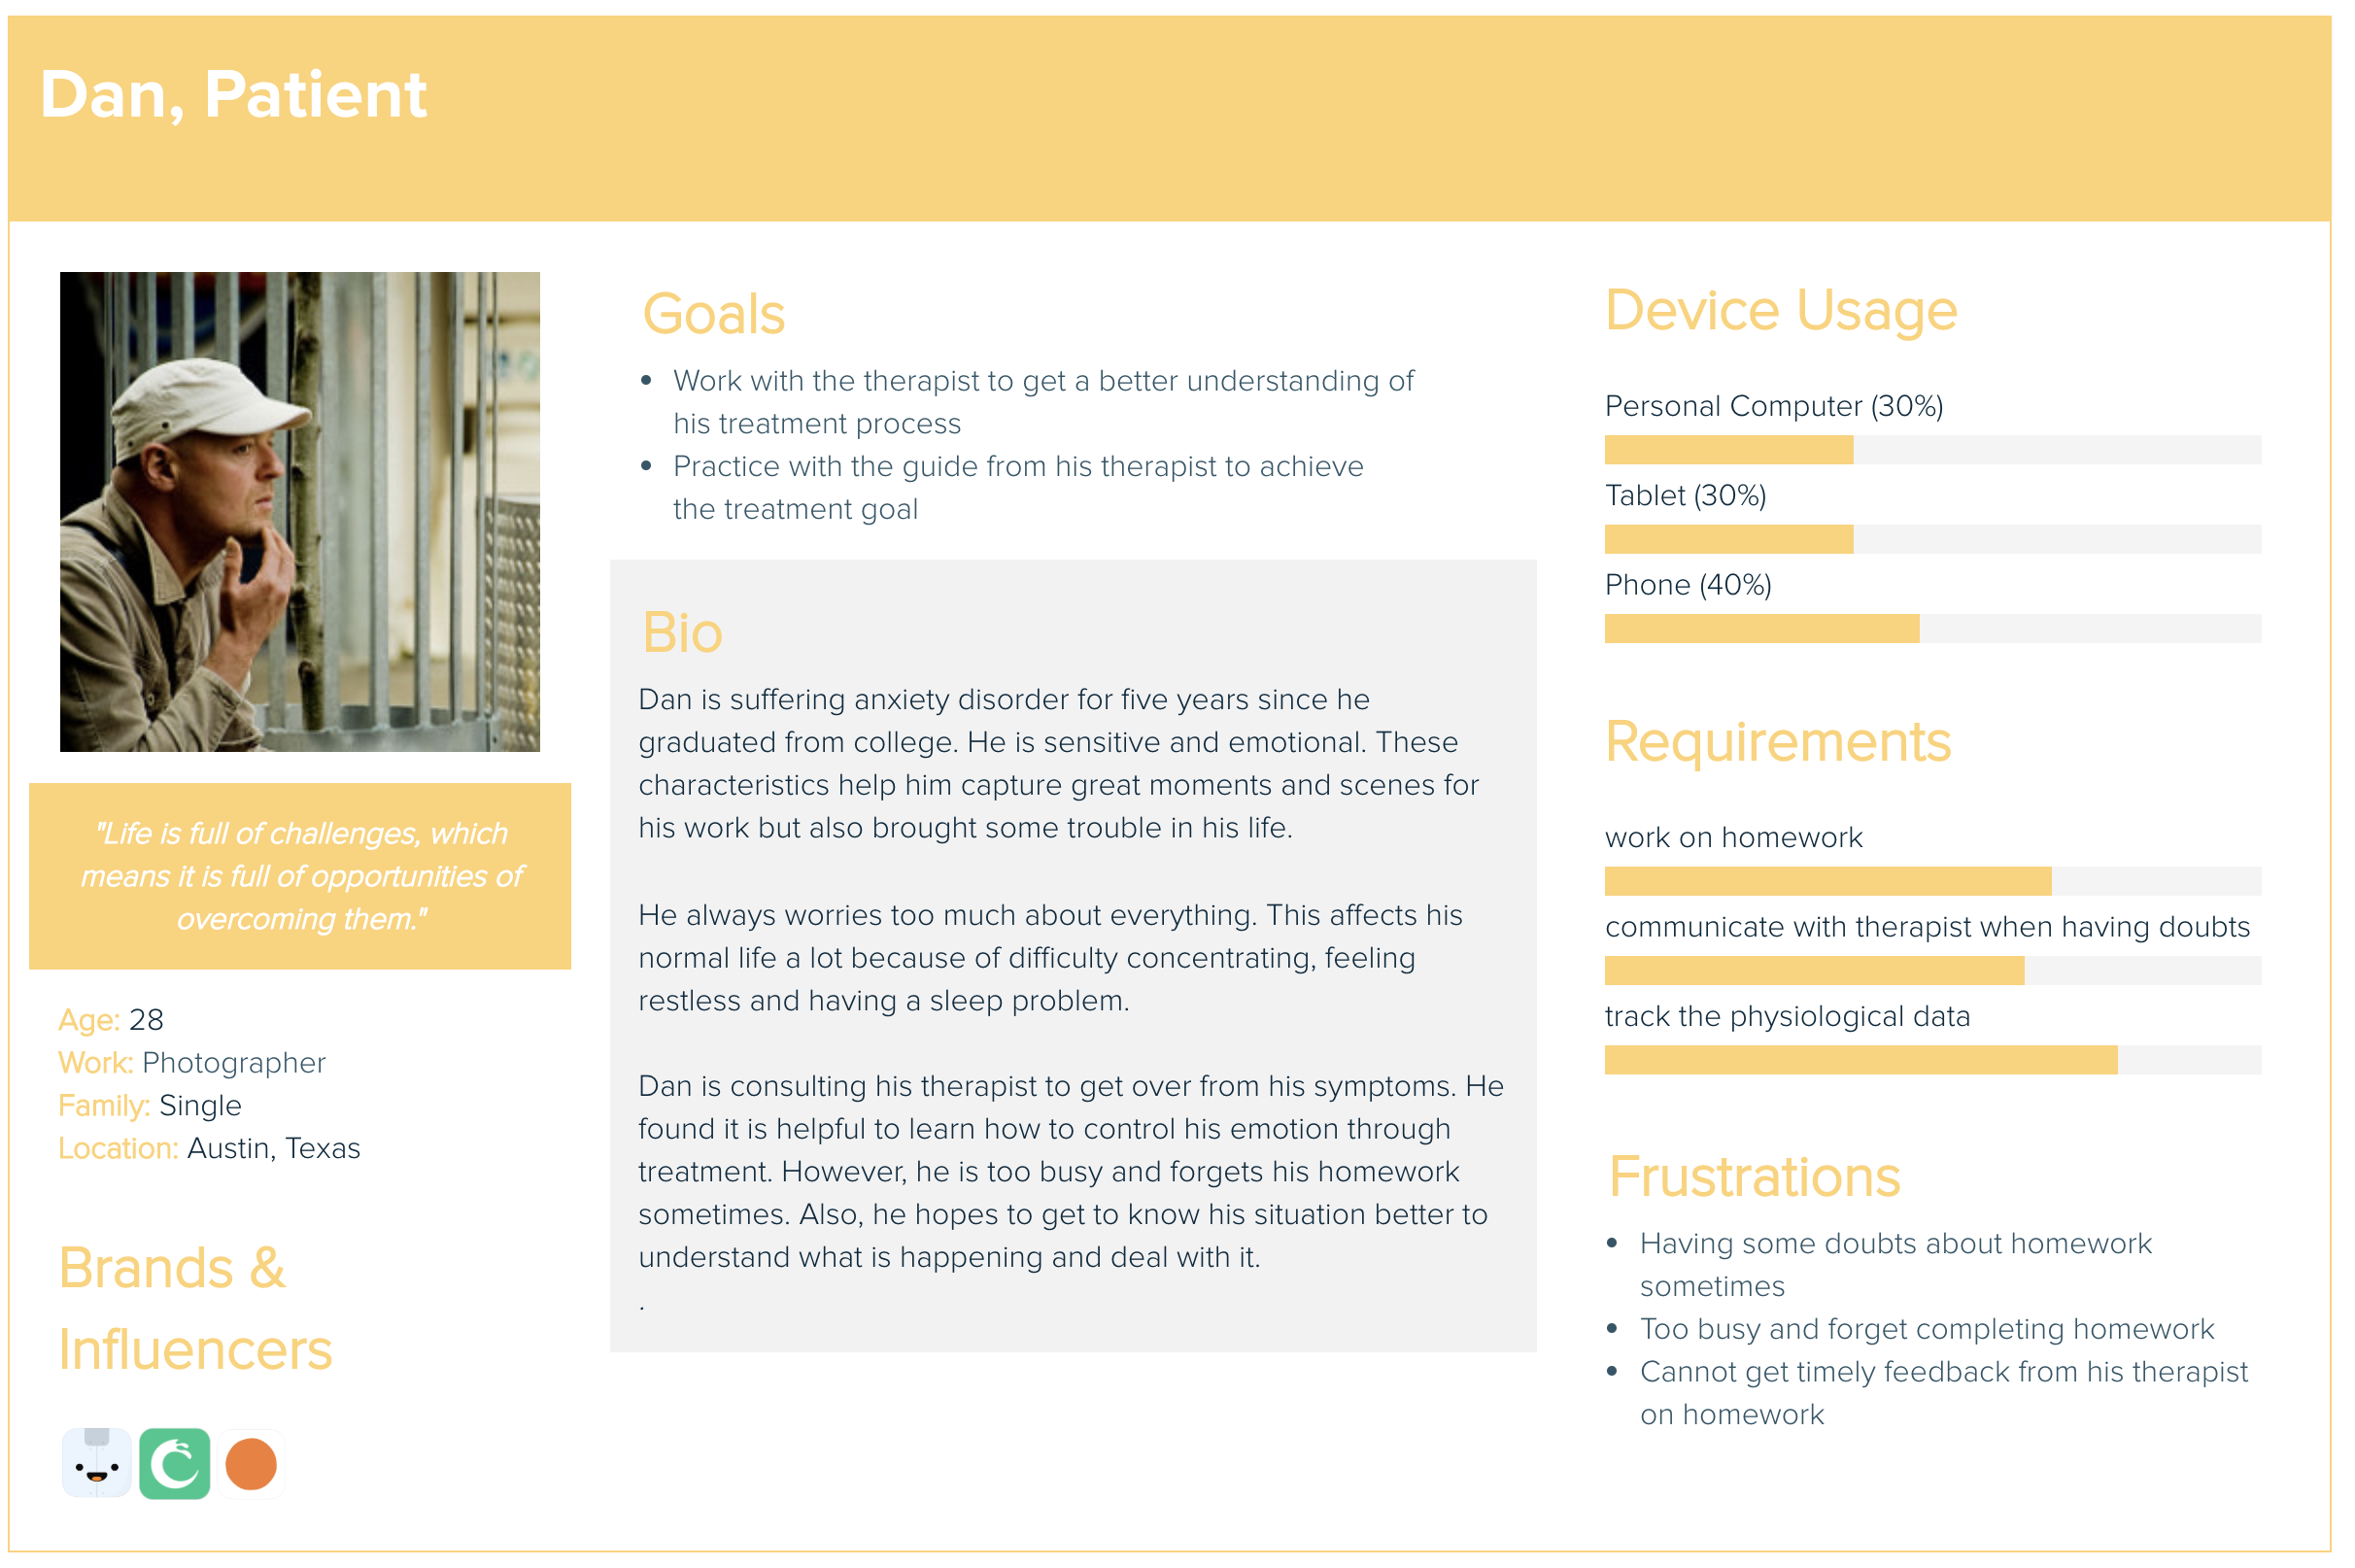 Dan, Patient
"Life is full of challenges, which
means it is full of opportunities of
overcoming them."
Age: 28
Work: Photographer
Family: Single
Location: Austin, Texas
Brands &
Influencers
Goals
• Work with the therapist to get a better understanding of
his treatment process
• Practice with the guide from his therapist to achieve
the treatment goal
Bio
Dan is suffering anxiety disorder for five years since he
graduated from college. He is sensitive and emotional. These
characteristics help him capture great moments and scenes for
his work but also brought some trouble in his life.
He always worries too much about everything. This affects his
normal life a lot because of difficulty concentrating, feeling
restless and having a sleep problem.
Dan is consulting his therapist to get over from his symptoms. He
found it is helpful to learn how to control his emotion through
treatment. However, he is too busy and forgets his homework
sometimes. Also, he hopes to get to know his situation better to
understand what is happening and deal with it.
.
Device Usage
Personal Computer (30%)
Tablet (30%)
Phone (40%)
Requirements
work on homework
communicate with therapist when having doubts
track the physiological data
Frustrations
• Having some doubts about homework
sometimes
• Too busy and forget completing homework
• Cannot get timely feedback from his therapist
on homework